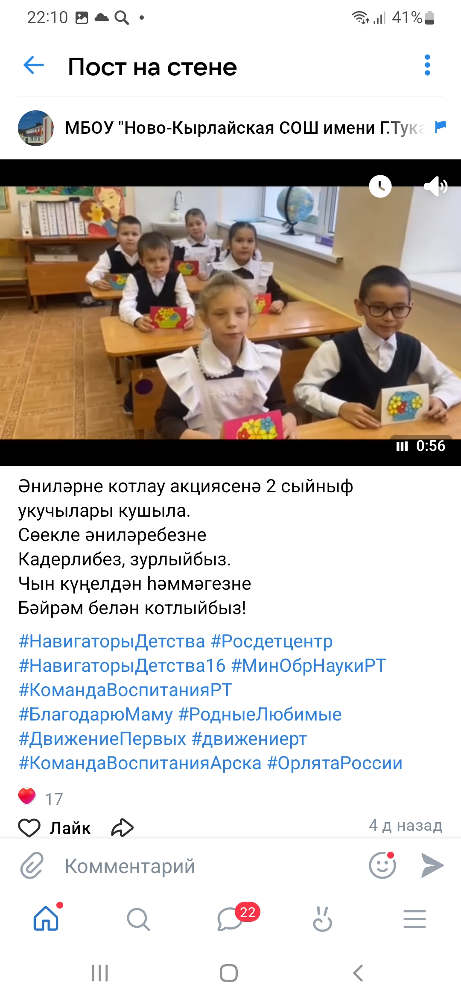 22:10
41%
Пост на стене
МБОУ "Ново-Кырлайская СОШ имени Г.Тука
0:56
Әниләрне котлау акциясенә 2 сыйныф
укучылары кушыла.
Сөекле әниләребезне
Кадерлибез, зурлыйбыз.
Чын күңелдән һәммәгезне
Бәйрәм белән котлыйбыз!
#НавигаторыДетства #Росдетцентр
#НавигаторыДетства16 #МинОбрНаукиРТ
#КомандаВоспитанияРТ
#БлагодарюМаму #РодныеЛюбимые
#ДвижениеПервых #движениерт
#КомандаВоспитанияАрска #ОрлятаРоссии
17
Лайк
4 д назад
Комментарий
22